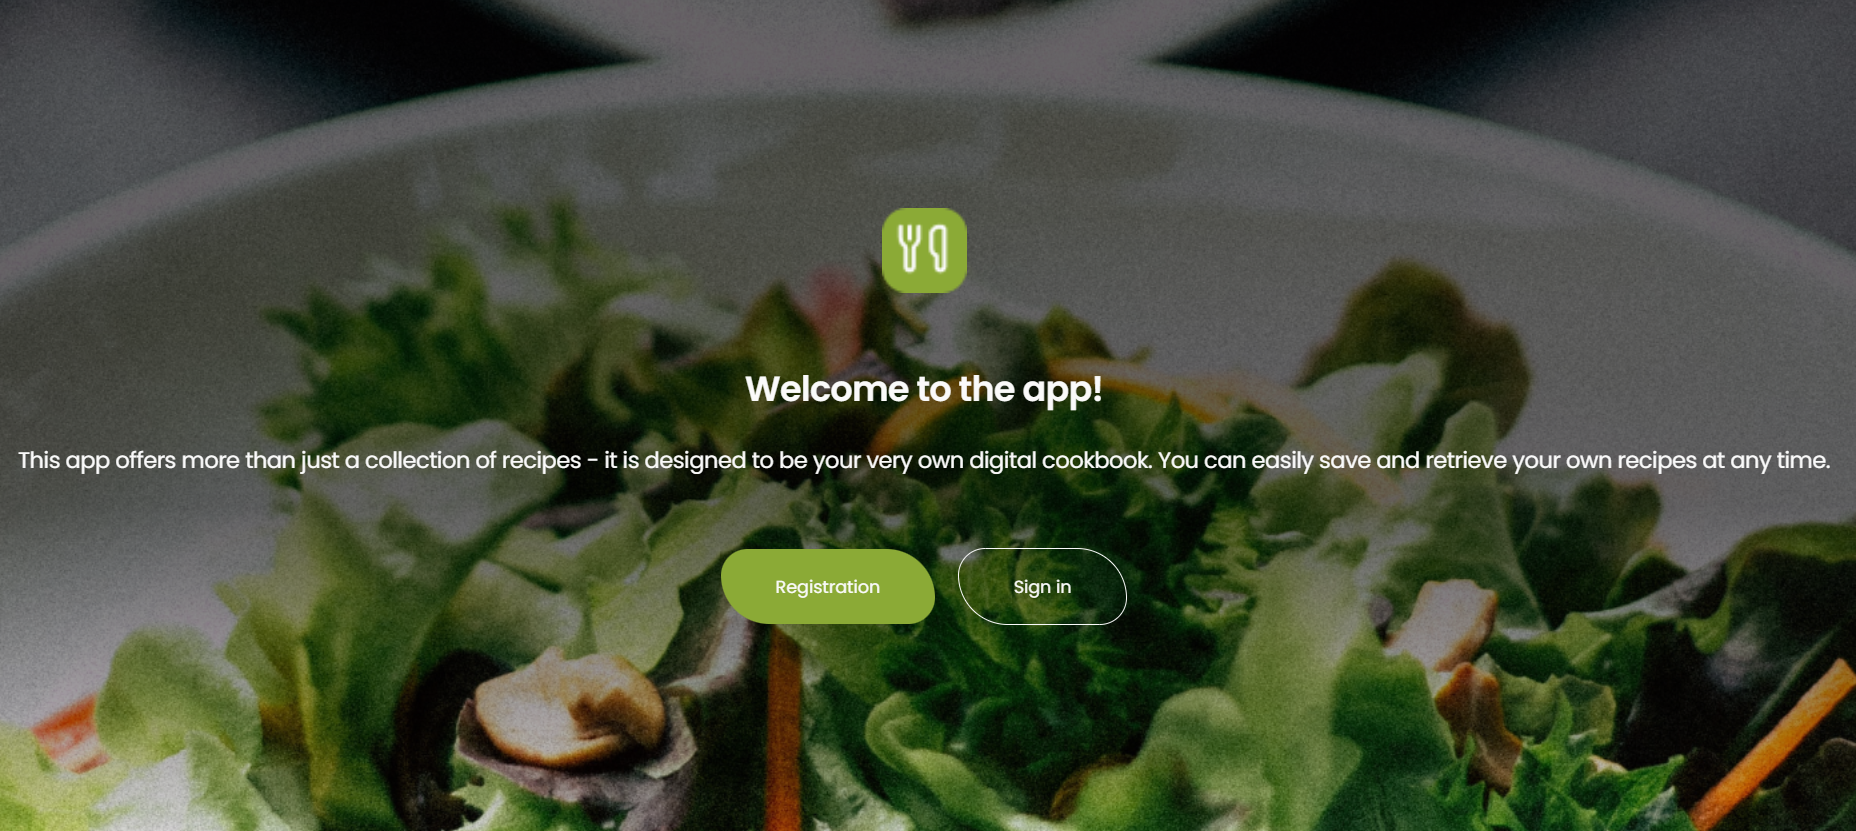 Welcome to the app!
This app offers more than just a collection of recipes - it is designed to be your very own digital cookbook. You can easily save and retrieve your own recipes at any time.
Registration
Sign in